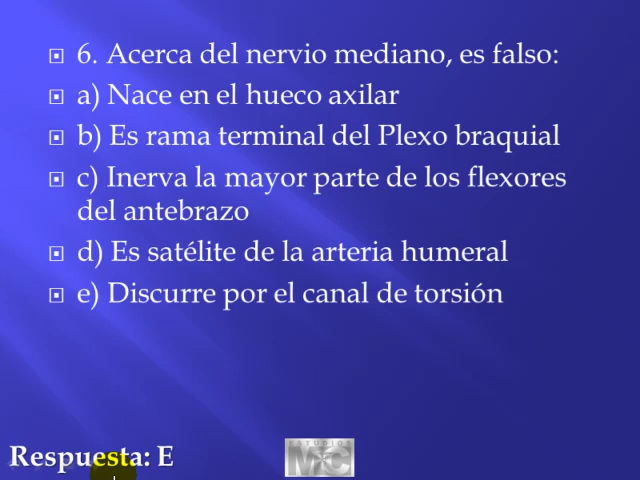 6. Acerca del nervio mediano, es falso:
a) Nace en el hueco axilar
b) Es rama terminal del Plexo braquial
c) Inerva la mayor parte de los flexores
del antebrazo
d) Es satélite de la arteria humeral
e) Discurre por el canal de torsión
Respuesta: E
ESTUDIOS
MyC